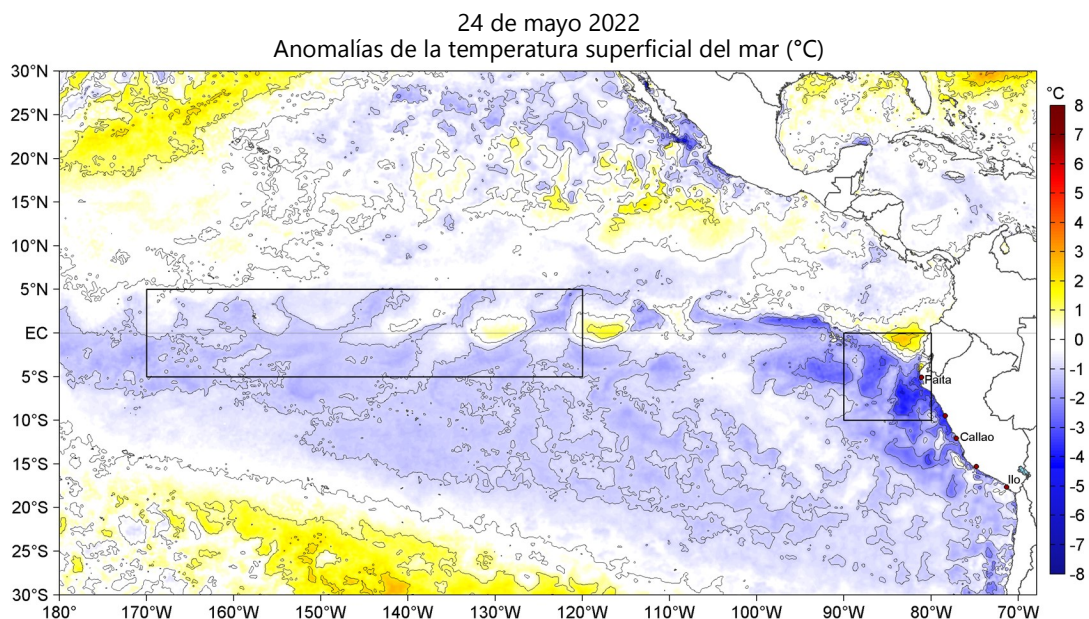 24 de mayo 2022
Anomalías de la temperatura superficial del mar (°C)
30°N
25°N
20°N
15°N
10°N
5°N
EC
5°S
10°S
15°S
20°S
25°S
30°S
180
170°W
160°W
150°W
140°W
130°W
120°W
110°W
100°W
90°W
80°W
70°W
Paita
Callao
Ilo
°C
8
7
6
5
4
3
2
1
0
-1
-2
-3
-4
-5
-6
-7
-8